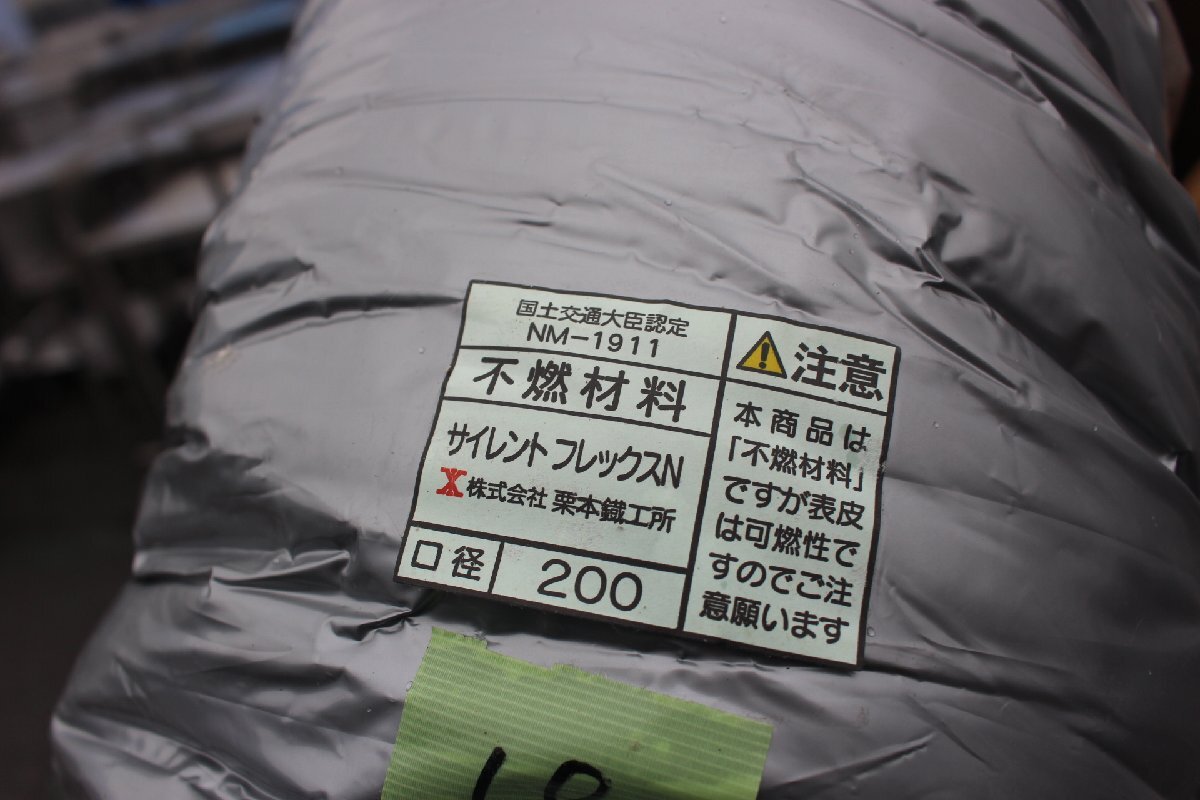 国土交通大臣認定
NM-1911
不燃材料
サイレントフレックスN
株式会社 栗本鐵工所
口径 200
注意
本商品は
「不燃材料」
ですが表皮
は可燃性で
すのでご注
意願います